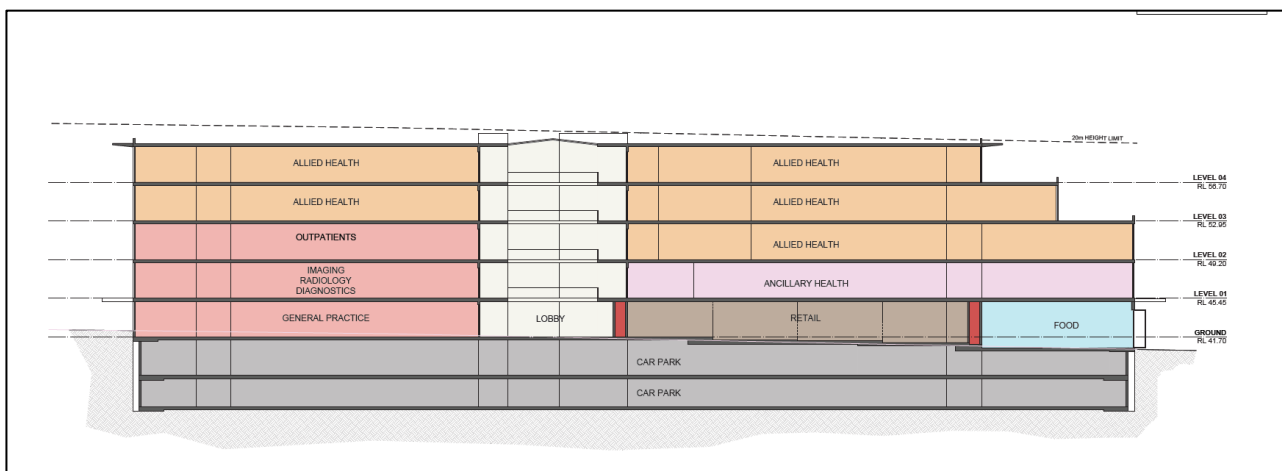 20m HEIGHT LIMIT
ALLIED HEALTH
ALLIED HEALTH
LEVEL 04
RL 56.70
ALLIED HEALTH
ALLIED HEALTH
LEVEL 03
RL 52.95
OUTPATIENTS
ALLIED HEALTH
LEVEL 02
RL 49.20
IMAGING
RADIOLOGY
DIAGNOSTICS
ANCILLARY HEALTH
LEVEL 01
RL 45.45
GENERAL PRACTICE
LOBBY
RETAIL
FOOD
GROUND
RL 41.70
CAR PARK
CAR PARK